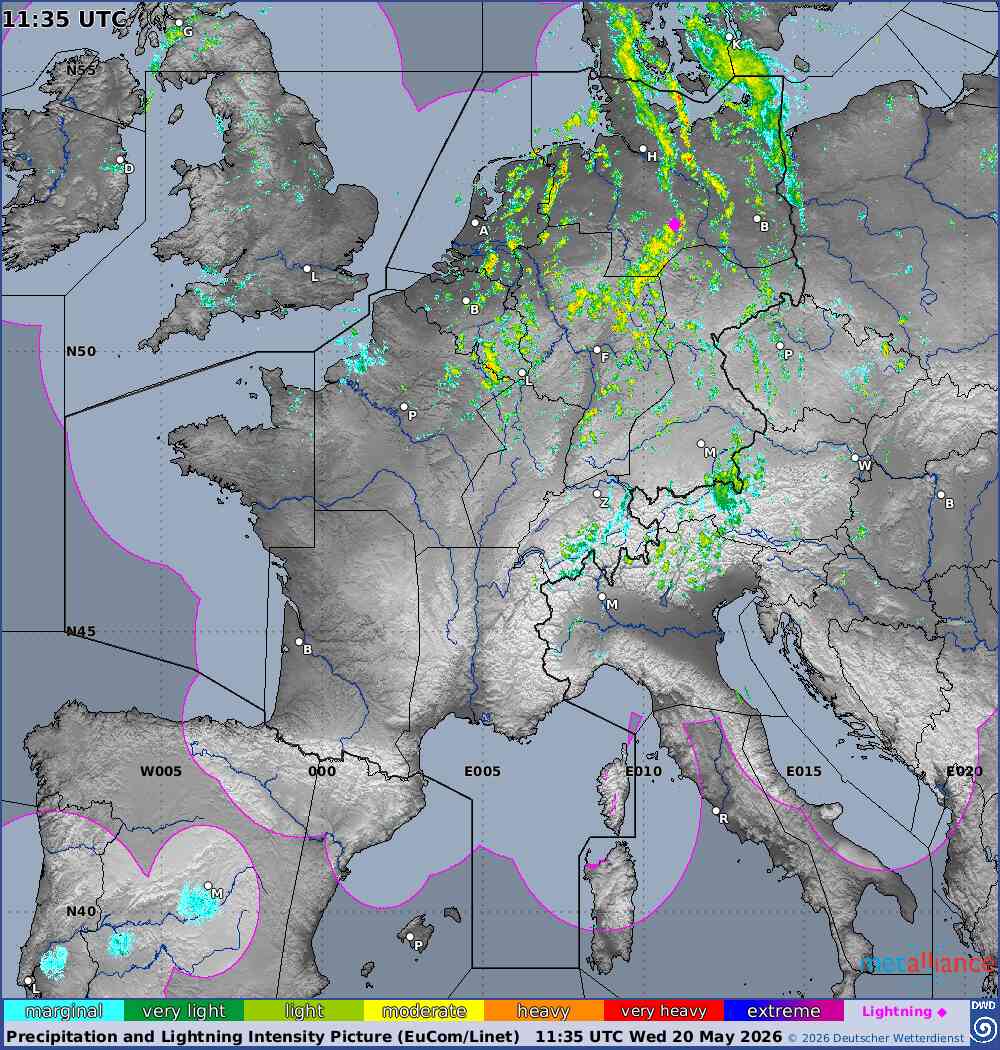 11:35 UTC
G
K
N55
D
H
A
B
L
B
N50
F
P
L
P
M
W
Z
B
M
N45
B
W005
000
E005
E010
E015
E020
R
M
N40
P
L
metalliance
marginal very light light moderate heavy very heavy extreme Lightning ◆
DWD
Precipitation and Lightning Intensity Picture (EuCom/Linet) 11:35 UTC Wed 20 May 2026 © 2026 Deutscher Wetterdienst